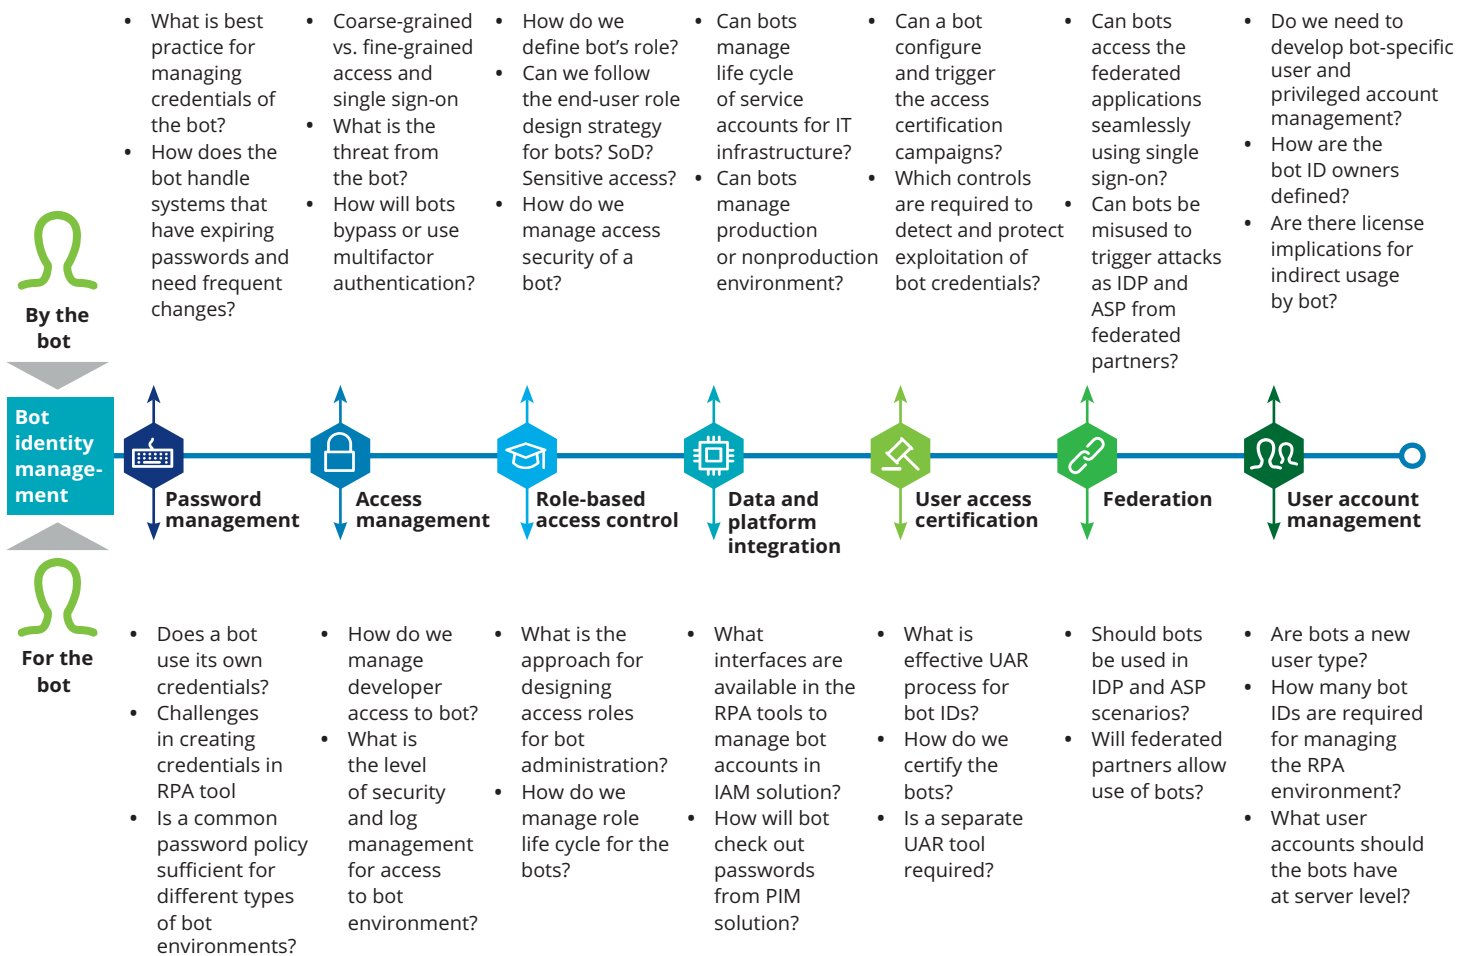 • What is best
practice for
managing
credentials of
the bot?
• How does the
bot handle
systems that
have expiring
passwords and
need frequent
changes?
• Coarse-grained
vs. fine-grained
access and
single sign-on
• What is the
threat from
the bot?
• How will bots
bypass or use
multifactor
authentication?
• How do we
define bot’s role?
• Can we follow
the end-user role
design strategy
for bots? SoD?
Sensitive access?
• How do we
manage access
security of a
bot?
• Can bots
manage
life cycle
of service
accounts for IT
infrastructure?
• Can bots
manage
production
or nonproduction
environment?
• Can a bot
configure
and trigger
the access
certification
campaigns?
• Which controls
are required to
detect and protect
exploitation of
bot credentials?
• Can bots
access the
federated
applications
seamlessly
using single
sign-on?
• Can bots be
misused to
trigger attacks
as IDP and
ASP from
federated
partners?
• Do we need to
develop bot-specific
user and
privileged account
management?
• How are the
bot ID owners
defined?
• Are there license
implications for
indirect usage
by bot?
By the
bot
Bot
identity
manage-
ment
Password
management
Access
management
Role-based
access control
Data and
platform
integration
User access
certification
Federation
User account
management
For the
bot
• Does a bot
use its own
credentials?
• Challenges
in creating
credentials in
RPA tool
• Is a common
password policy
sufficient for
different types
of bot
environments?
• How do we
manage
developer
access to bot?
• What is
the level
of security
and log
management
for access
to bot
environment?
• What is the
approach for
designing
access roles
for bot
administration?
• How do we
manage role
life cycle for the
bots?
• What
interfaces are
available in the
RPA tools to
manage bot
accounts in
IAM solution?
• How will bot
check out
passwords
from PIM
solution?
• What is
effective UAR
process for
bot IDs?
• How do we
certify the
bots?
• Is a separate
UAR tool
required?
• Should bots
be used in
IDP and ASP
scenarios?
• Will federated
partners allow
use of bots?
• Are bots a new
user type?
• How many bot
IDs are required
for managing
the RPA
environment?
• What user
accounts should
the bots have
at server level?